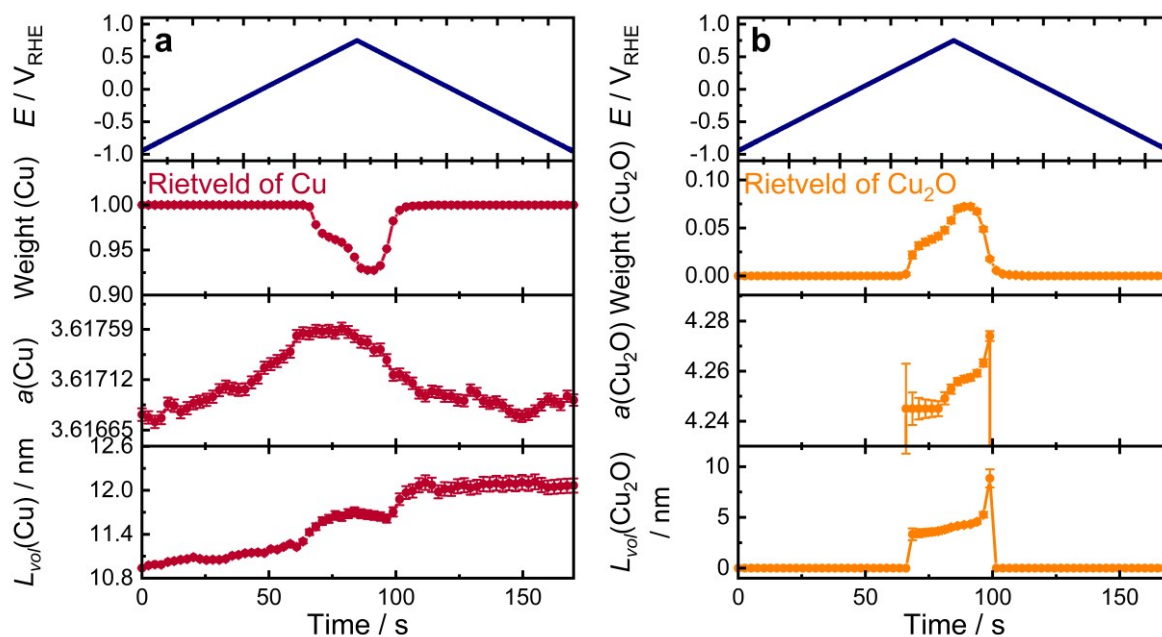 a
E / V_RHE
1.0
0.5
0.0
-0.5
-1.0
Rietveld of Cu
Weight (Cu)
1.00
0.95
0.90
a(Cu)
3.61759
3.61712
3.61665
L_vol(Cu) / nm
12.6
12.0
11.4
10.8
0 50 100 150
Time / s
b
E / V_RHE
1.0
0.5
0.0
-0.5
-1.0
Rietveld of Cu₂O
Weight (Cu₂O)
0.10
0.05
0.00
a(Cu₂O)
4.28
4.26
4.24
L_vol(Cu₂O)
/ nm
10
5
0
0 50 100 150
Time / s